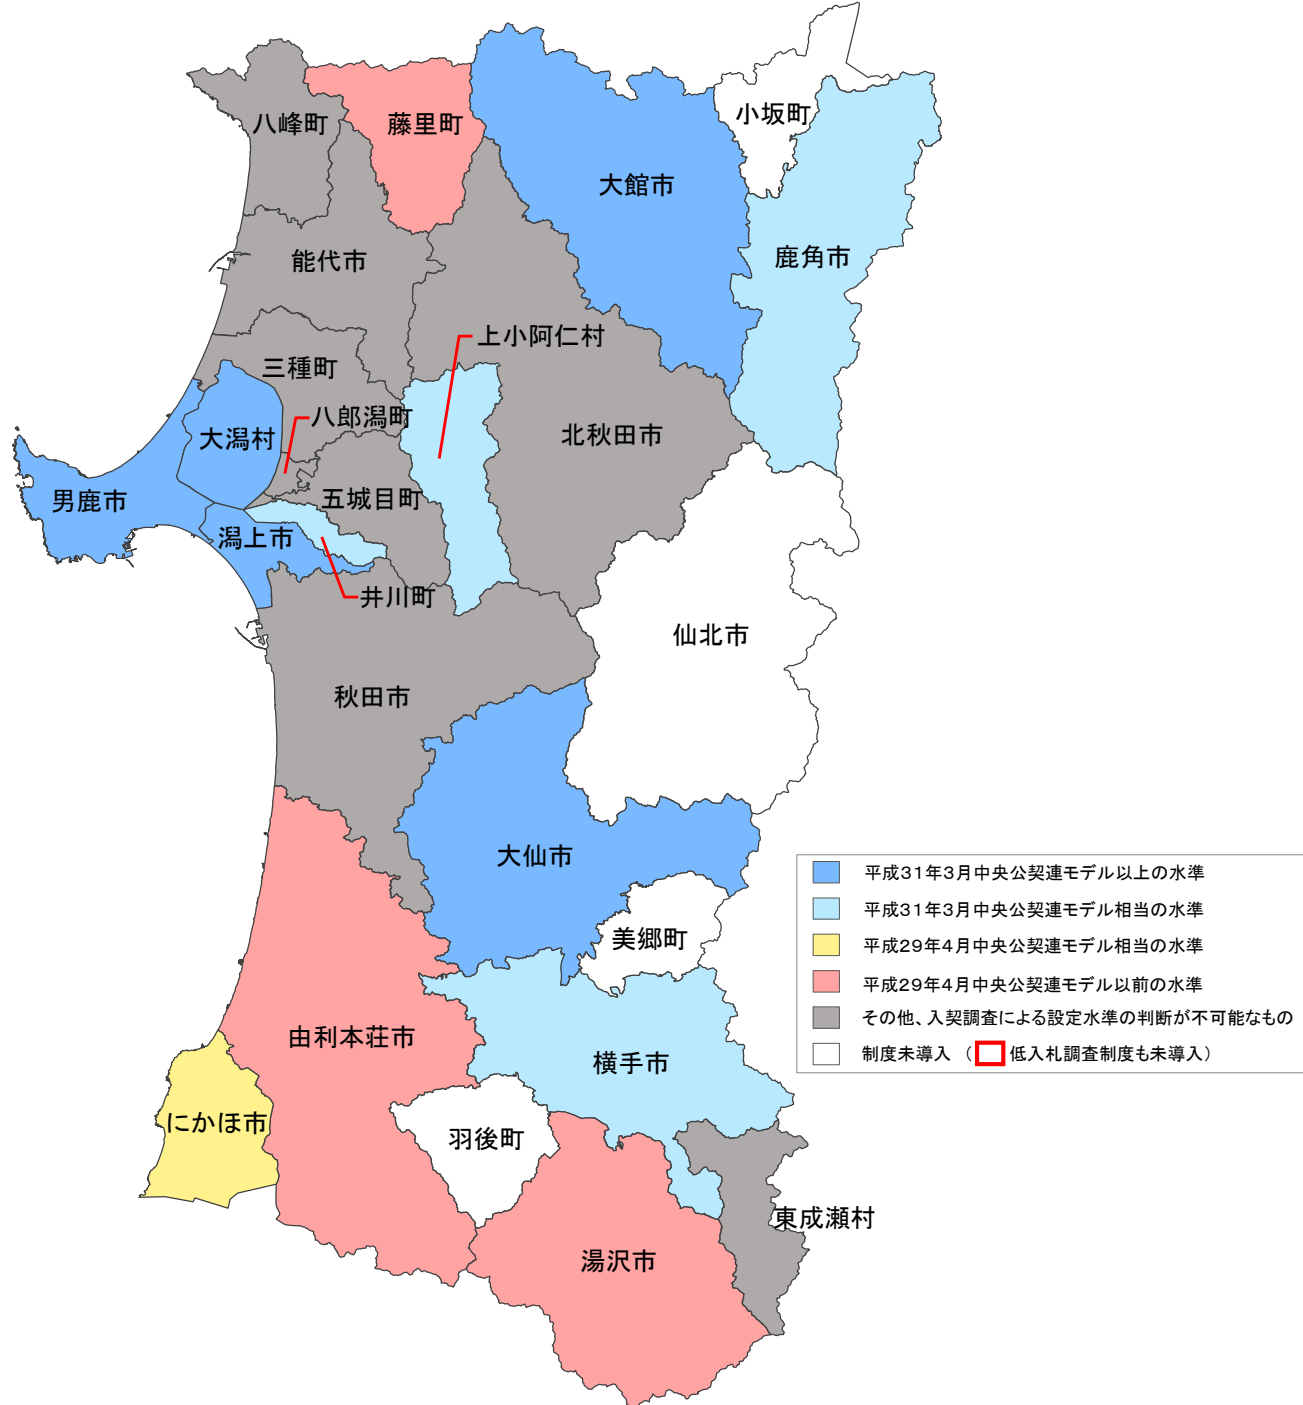 小坂町
八峰町
藤里町
大館市
鹿角市
能代市
上小阿仁村
三種町
八郎潟町
大潟村
北秋田市
男鹿市
五城目町
潟上市
井川町
仙北市
秋田市
大仙市
美郷町
由利本荘市
横手市
にかほ市
羽後町
東成瀬村
湯沢市
平成31年3月中央公契連モデル以上の水準
平成31年3月中央公契連モデル相当の水準
平成29年4月中央公契連モデル相当の水準
平成29年4月中央公契連モデル以前の水準
その他、入契調査による設定水準の判断が不可能なもの
制度未導入 （ 低入札調査制度も未導入）